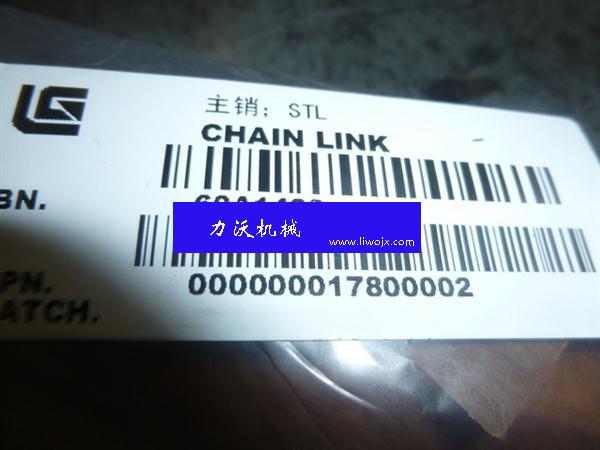 主销; STL
CHAIN LINK
BN.
力沃机械
www.liwojx.com
PN.
000000017800002
ATCH.